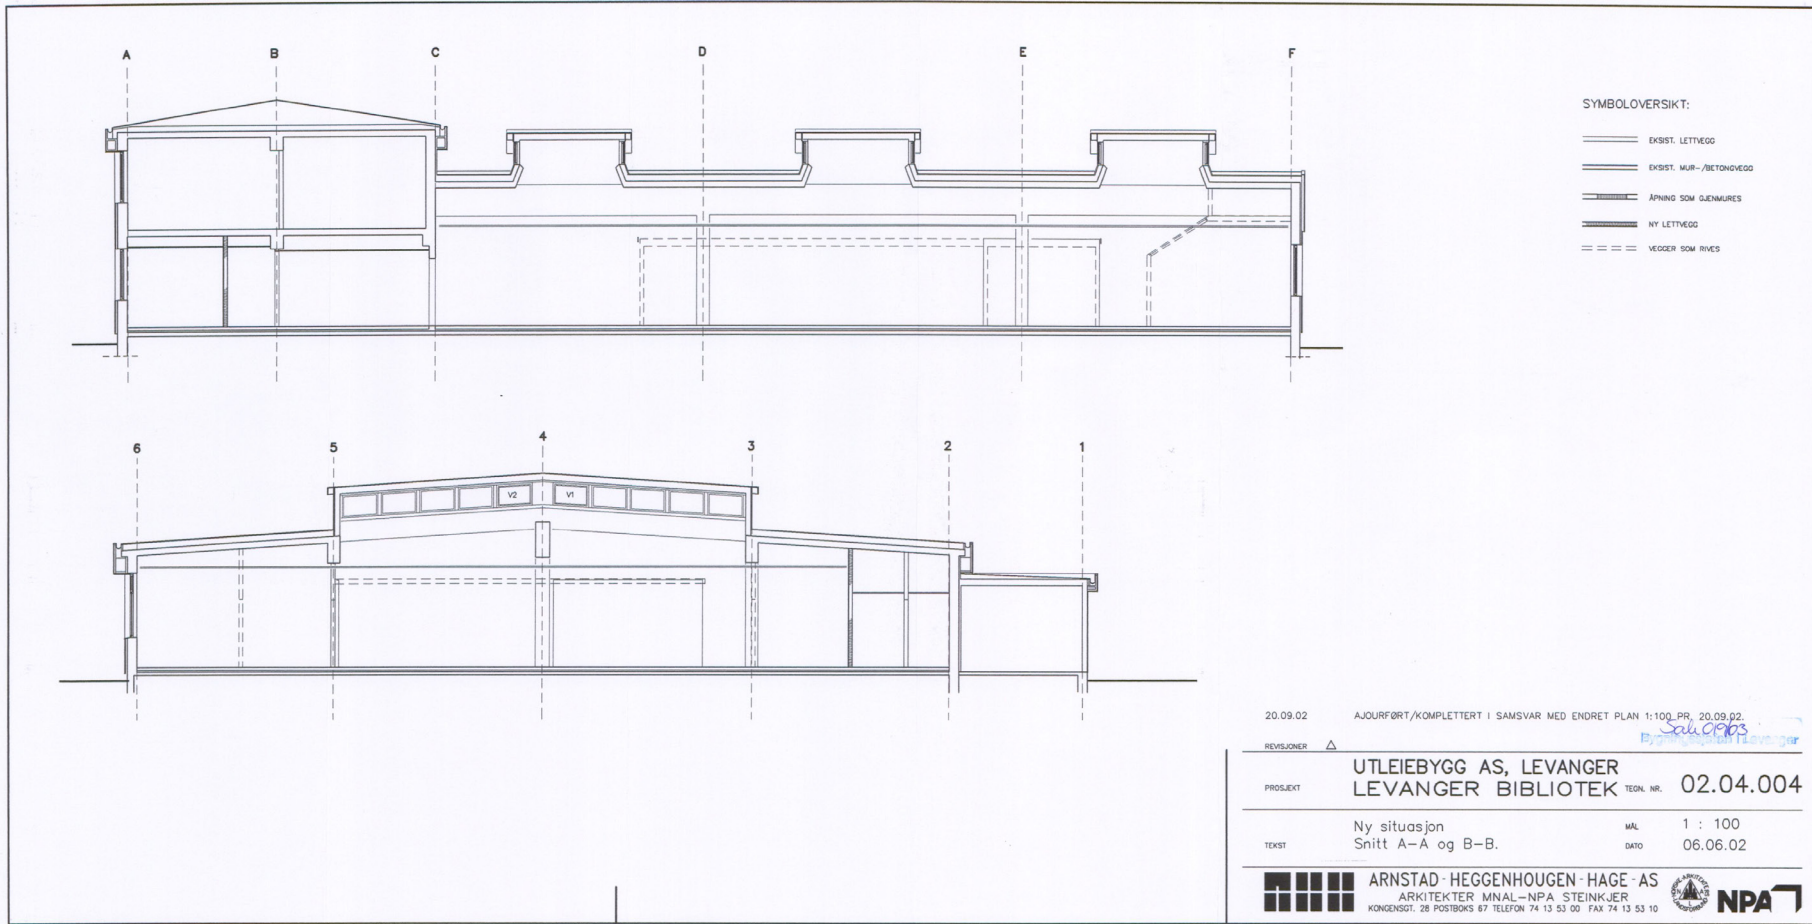 A B C D E F
SYMBOLOVERSIKT:
EKSIST. LETTVEGG
EKSIST. MUR-/BETONGVEGG
ÅPNING SOM GJENMURES
NY LETTVEGG
VEGGER SOM RIVES
6 5 4 3 2 1
V2 V1
20.09.02 AJOURFØRT/KOMPLETTERT I SAMSVAR MED ENDRET PLAN 1:100 PR. 20.09.02.
REVISJONER
PROSJEKT UTLEIEBYGG AS, LEVANGER
LEVANGER BIBLIOTEK TEGN. NR. 02.04.004
Ny situasjon MÅL 1 : 100
TEKST Snitt A-A og B-B. DATO 06.06.02
ARNSTAD-HEGGENHOUGEN-HAGE-AS
ARKITEKTER MNAL-NPA STEINKJER
KONGENSGT. 28 POSTBOKS 67 TELEFON 74 13 53 00 FAX 74 13 53 10
NPA